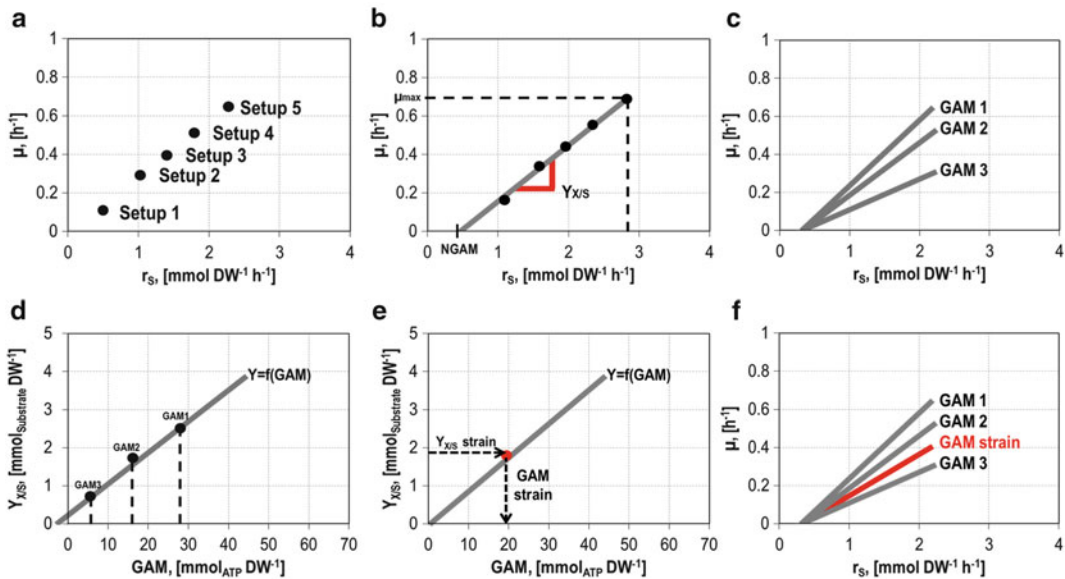 a
1
0.8
0.6
0.4
0.2
0
0
1
2
3
4
µ, [h⁻¹]
Setup 5
Setup 4
Setup 3
Setup 2
Setup 1
rS, [mmol DW⁻¹ h⁻¹]
b
1
0.8
0.6
0.4
0.2
0
0
1
2
3
4
µ, [h⁻¹]
µmax
YX/S
NGAM
rS, [mmol DW⁻¹ h⁻¹]
c
1
0.8
0.6
0.4
0.2
0
0
1
2
3
4
µ, [h⁻¹]
GAM 1
GAM 2
GAM 3
rS, [mmol DW⁻¹ h⁻¹]
d
5
4
3
2
1
0
0
10
20
30
40
50
60
70
YX/S, [mmolSubstrate DW⁻¹]
Y=f(GAM)
GAM1
GAM2
GAM3
GAM, [mmolATP DW⁻¹]
e
5
4
3
2
1
0
0
10
20
30
40
50
60
70
YX/S, [mmolSubstrate DW⁻¹]
Y=f(GAM)
YX/S strain
GAM
strain
GAM, [mmolATP DW⁻¹]
f
1
0.8
0.6
0.4
0.2
0
0
1
2
3
4
µ, [h⁻¹]
GAM 1
GAM 2
GAM strain
GAM 3
rS, [mmol DW⁻¹ h⁻¹]